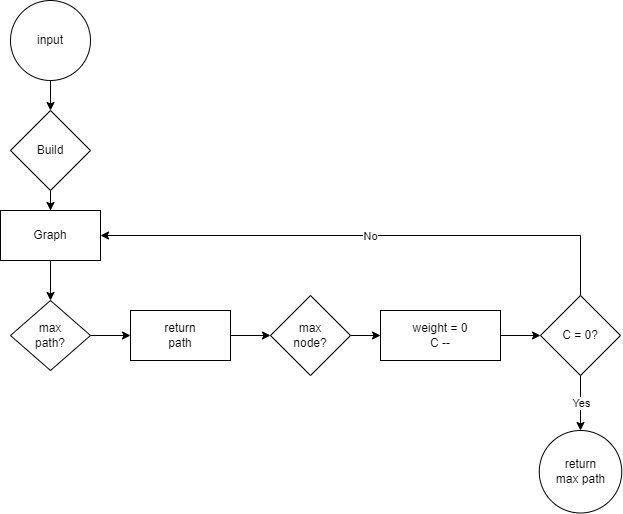 input
Build
Graph
No
max
path?
return
path
max
node?
weight = 0
C --
C = 0?
Yes
return
max path